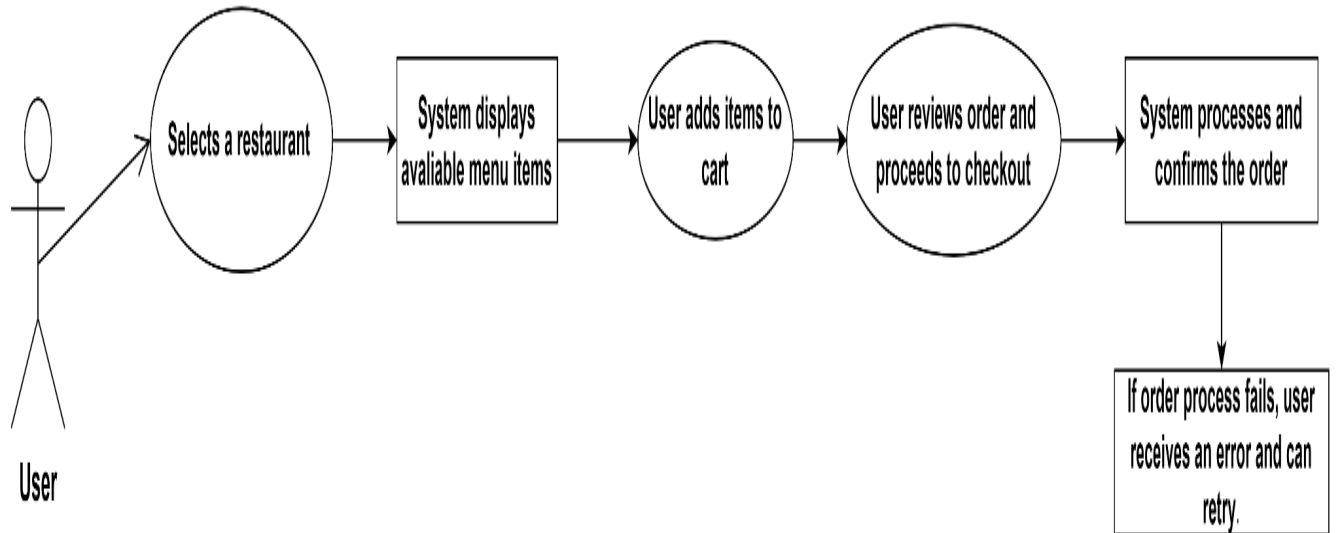 Selects a restaurant
System displays
avaliable menu items
User adds items to
cart
User reviews order and
proceeds to checkout
System processes and
confirms the order
If order process fails, user
receives an error and can
retry.
User